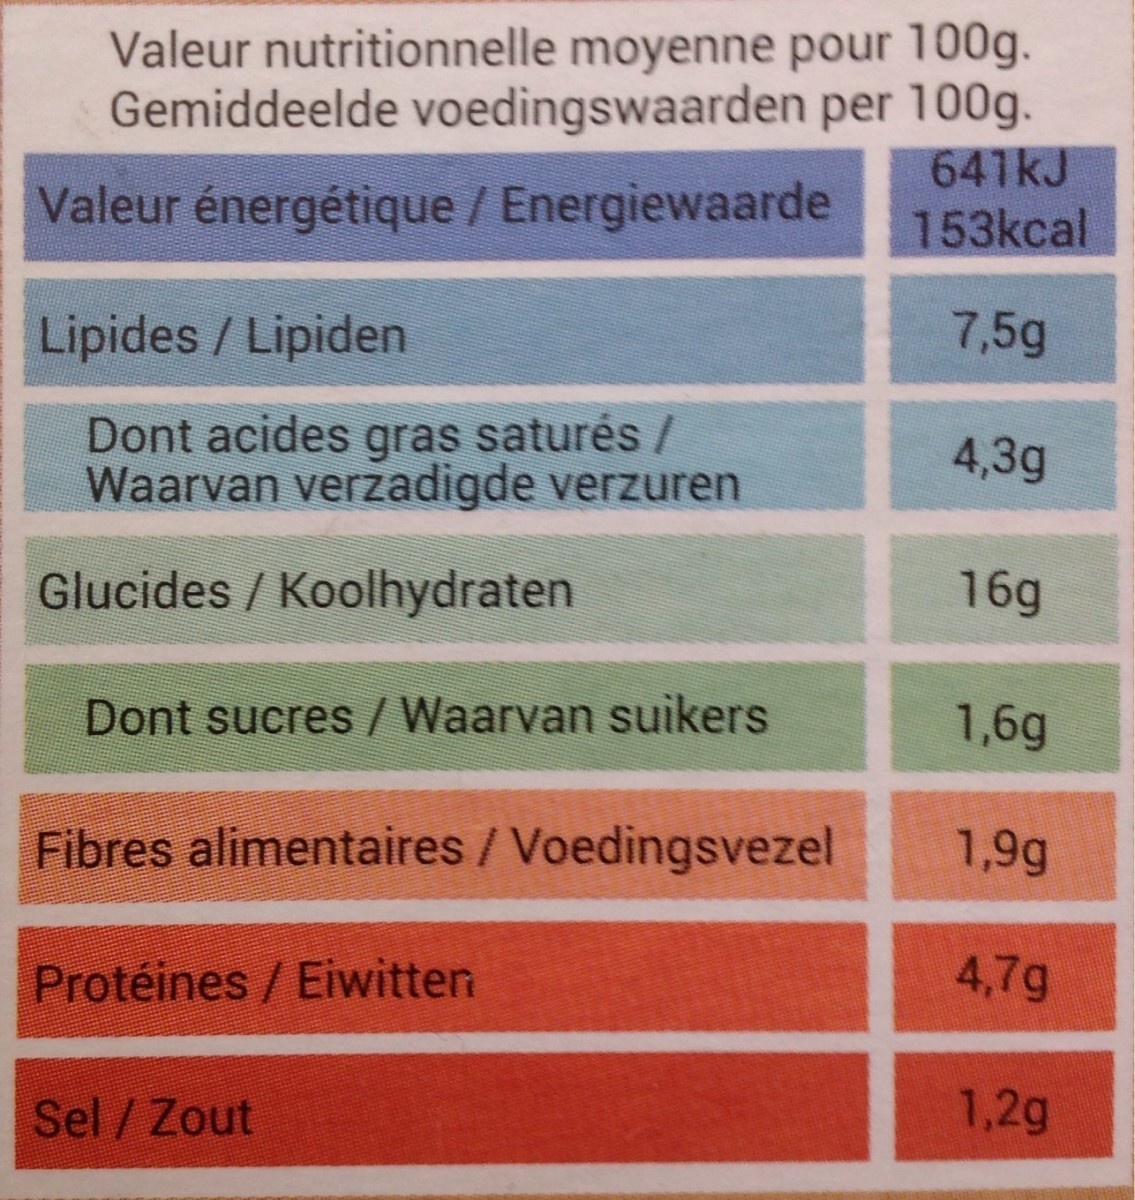 Valeur nutritionnelle moyenne pour 100g.
Gemiddeelde voedingswaarden per 100g.
Valeur énergétique / Energiewaarde
641kJ
153kcal
Lipides / Lipiden
7,5g
Dont acides gras saturés /
Waarvan verzadigde verzuren
4,3g
Glucides / Koolhydraten
16g
Dont sucres / Waarvan suikers
1,6g
Fibres alimentaires / Voedingsvezel
1,9g
Protéines / Eiwitten
4,7g
Sel / Zout
1,2g